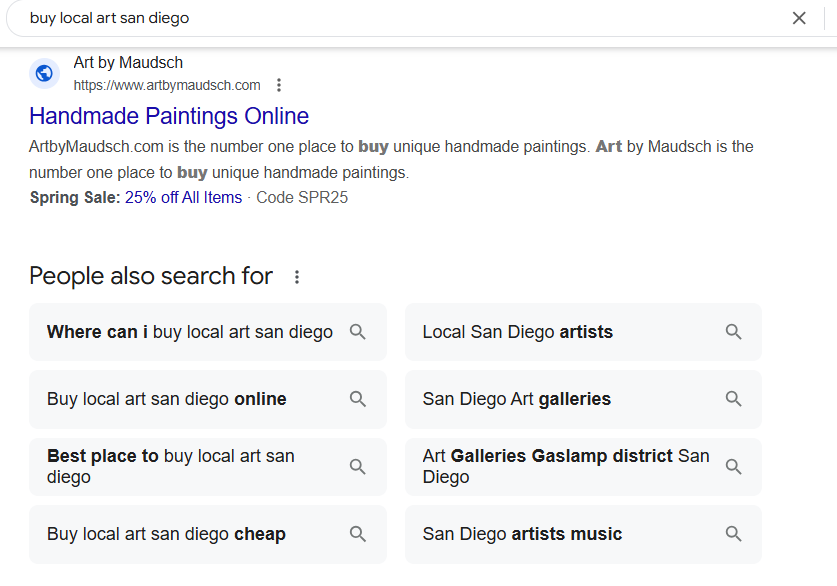 buy local art san diego
Art by Maudsch
https://www.artbymaudsch.com
Handmade Paintings Online
ArtbyMaudsch.com is the number one place to buy unique handmade paintings. Art by Maudsch is the
number one place to buy unique handmade paintings.
Spring Sale: 25% off All Items · Code SPR25
People also search for
Where can i buy local art san diego
Local San Diego artists
Buy local art san diego online
San Diego Art galleries
Best place to buy local art san
diego
Art Galleries Gaslamp district San
Diego
Buy local art san diego cheap
San Diego artists music